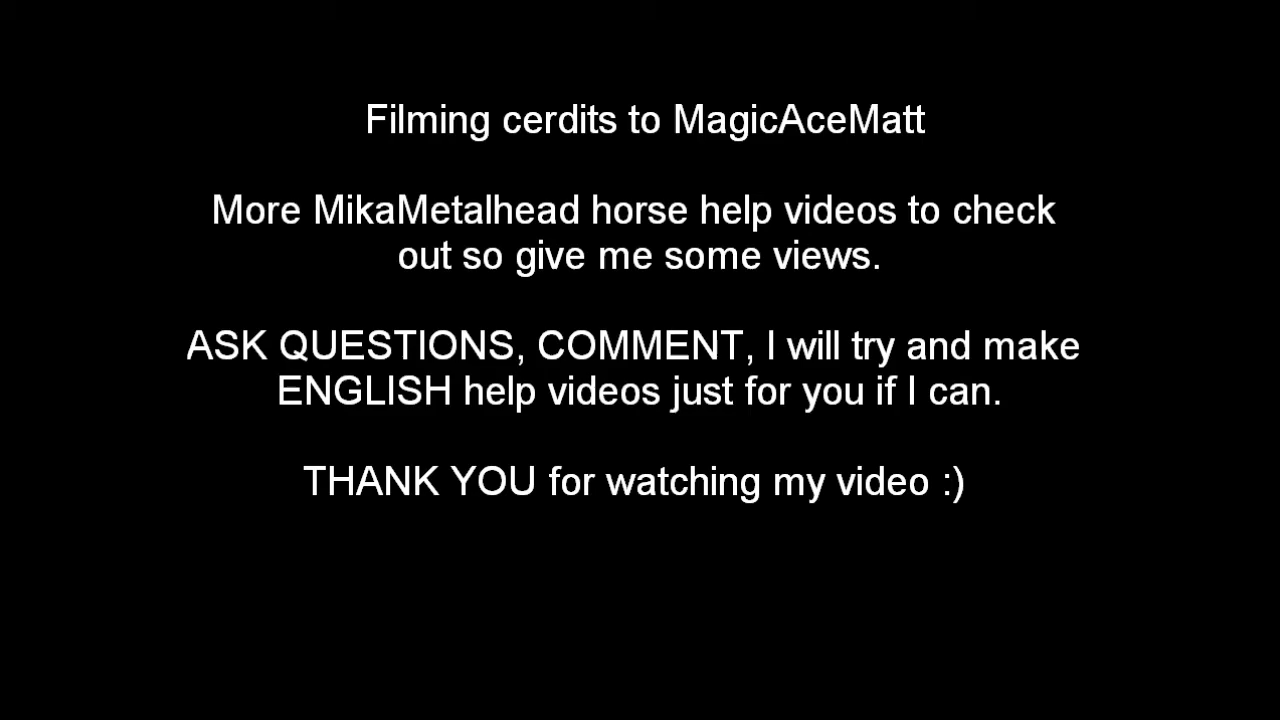 Filming cerdits to MagicAceMatt
More MikaMetalhead horse help videos to check
out so give me some views.
ASK QUESTIONS, COMMENT, I will try and make
ENGLISH help videos just for you if I can.
THANK YOU for watching my video :)